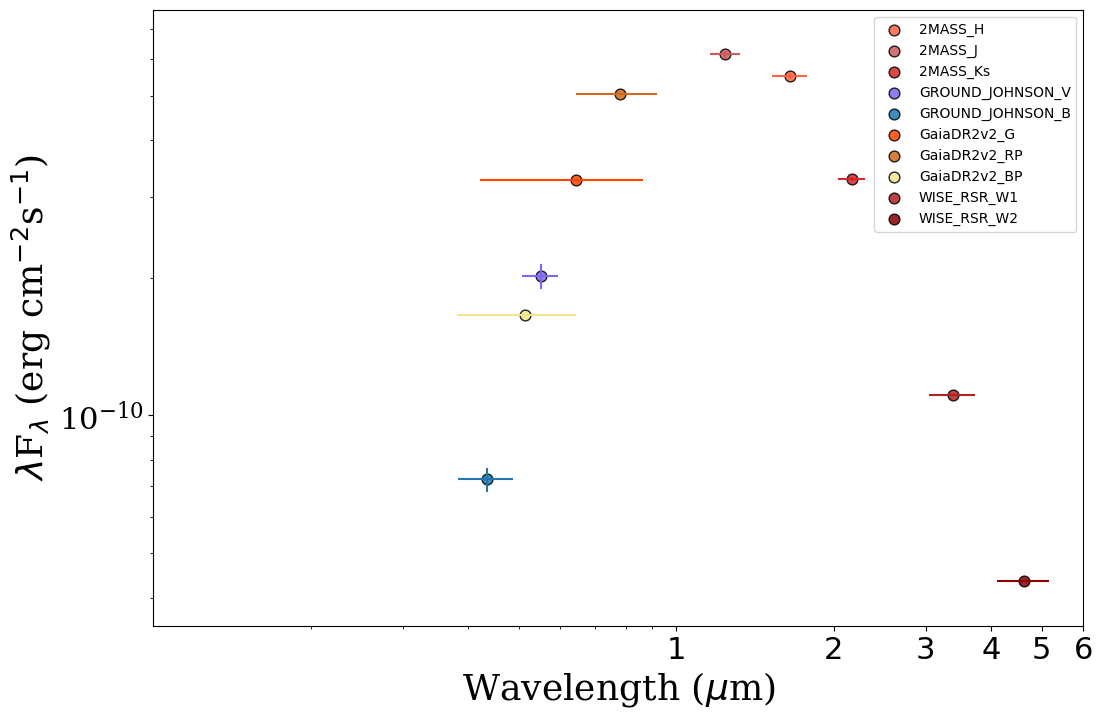 2MASS_H
2MASS_J
2MASS_Ks
GROUND_JOHNSON_V
GROUND_JOHNSON_B
GaiaDR2v2_G
GaiaDR2v2_RP
GaiaDR2v2_BP
WISE_RSR_W1
WISE_RSR_W2
λF_λ (erg cm⁻²s⁻¹)
10⁻¹⁰
1 2 3 4 5 6
Wavelength (μm)